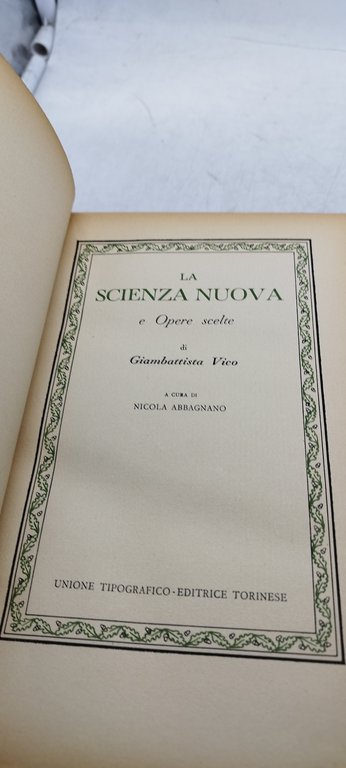 LA
SCIENZA NUOVA
e Opere scelte
di
Giambattista Vico
A CURA DI
NICOLA ABBAGNANO
UNIONE TIPOGRAFICO-EDITRICE TORINESE